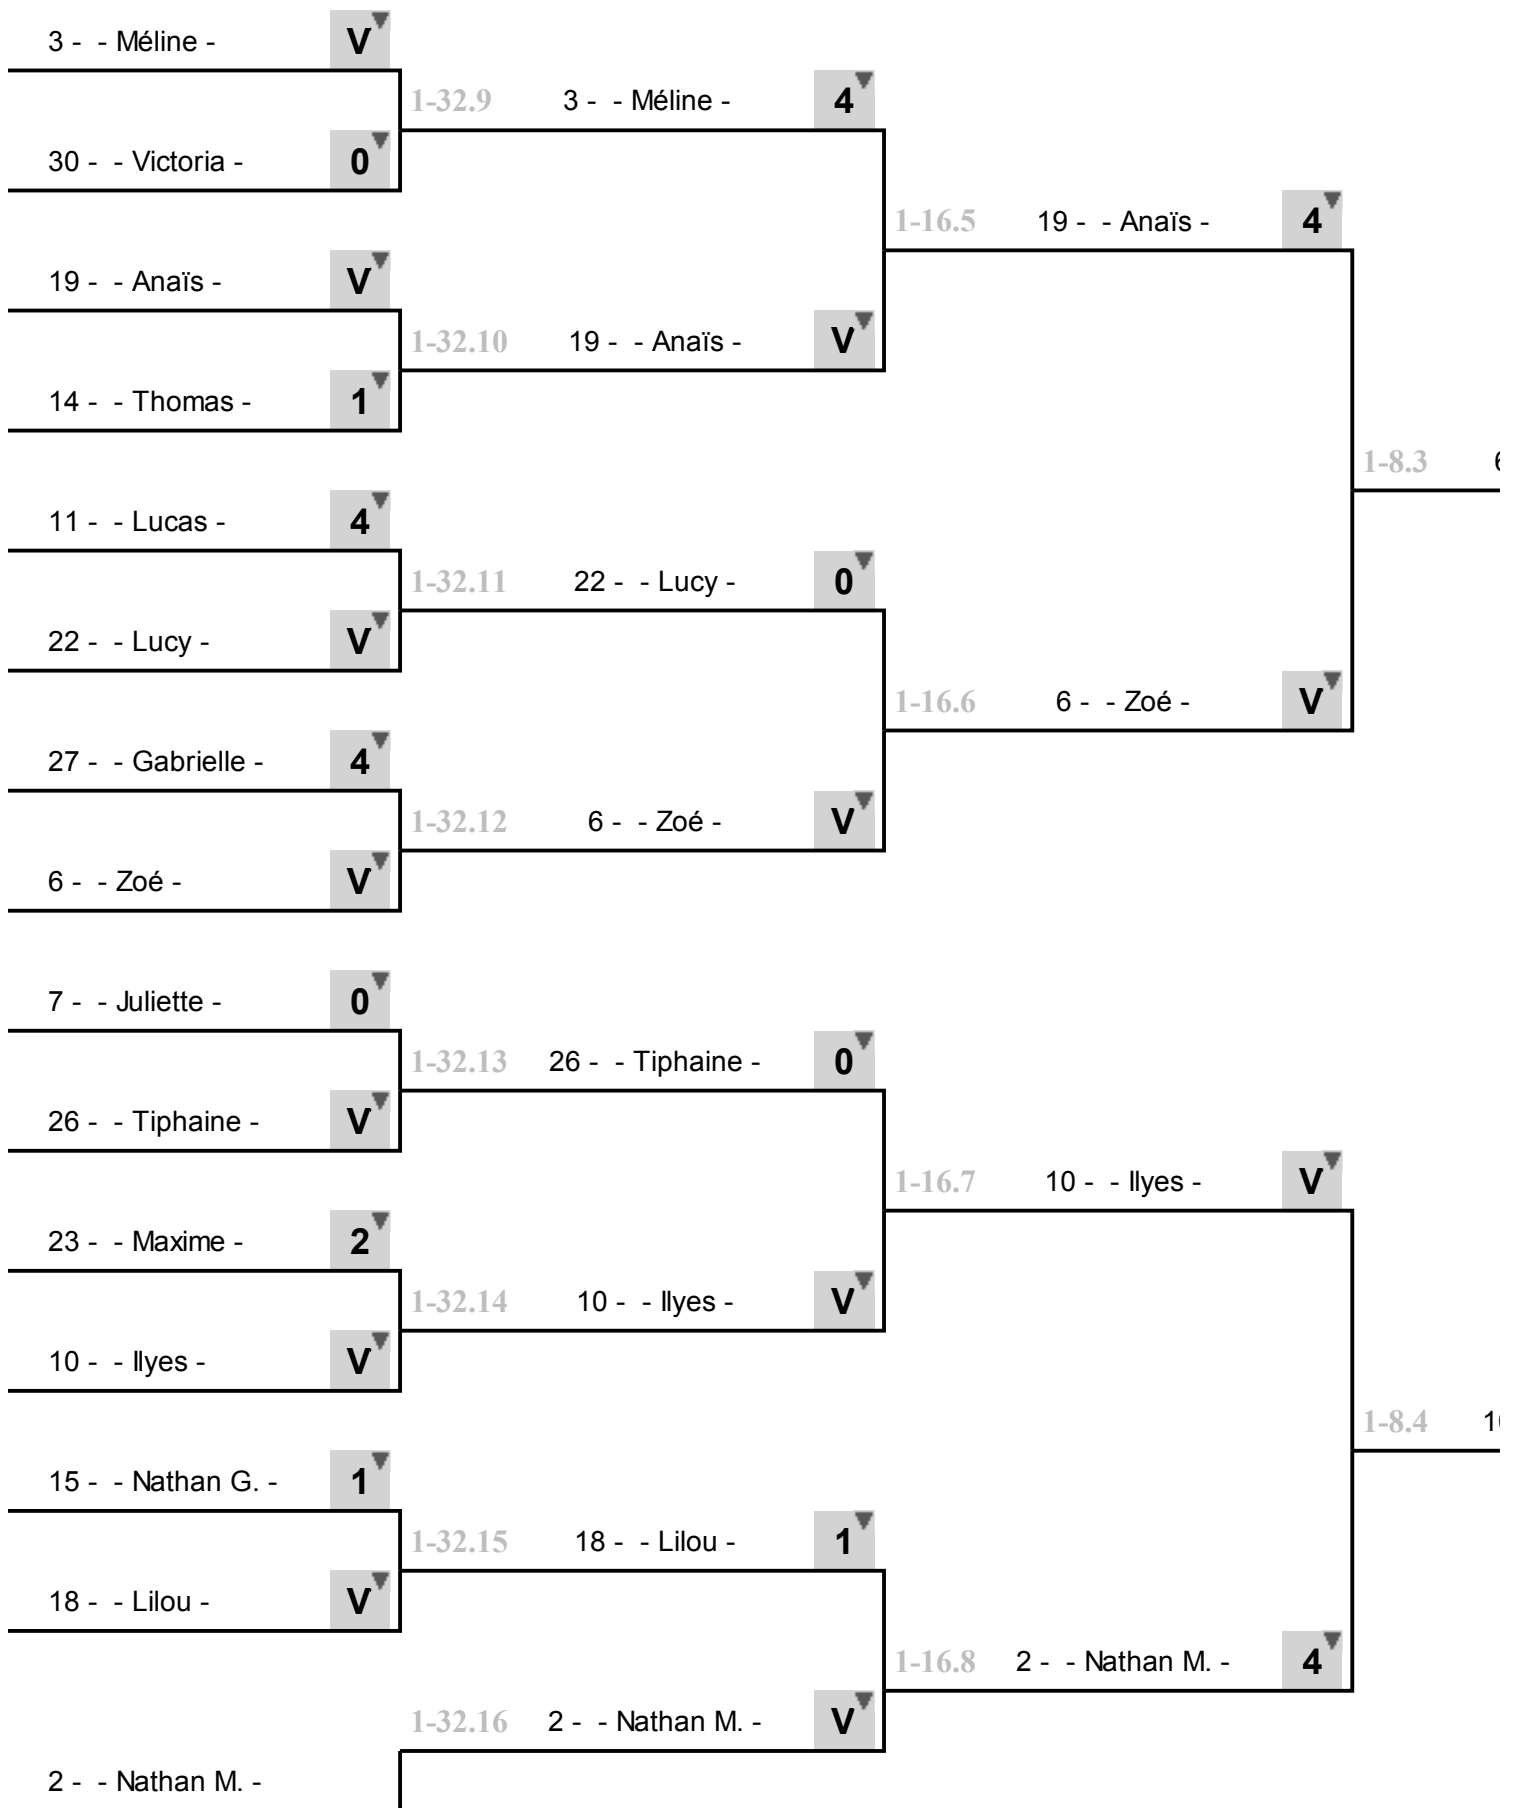 3 - - Méline - V
1-32.9 3 - - Méline - 4
30 - - Victoria - 0
1-16.5 19 - - Anaïs - 4
19 - - Anaïs - V
1-32.10 19 - - Anaïs - V
14 - - Thomas - 1
1-8.3 6
11 - - Lucas - 4
1-32.11 22 - - Lucy - 0
22 - - Lucy - V
1-16.6 6 - - Zoé - V
27 - - Gabrielle - 4
1-32.12 6 - - Zoé - V
6 - - Zoé - V
7 - - Juliette - 0
1-32.13 26 - - Tiphaine - 0
26 - - Tiphaine - V
1-16.7 10 - - Ilyes - V
23 - - Maxime - 2
1-32.14 10 - - Ilyes - V
10 - - Ilyes - V
1-8.4 10
15 - - Nathan G. - 1
1-32.15 18 - - Lilou - 1
18 - - Lilou - V
1-16.8 2 - - Nathan M. - 4
1-32.16 2 - - Nathan M. - V
2 - - Nathan M. -